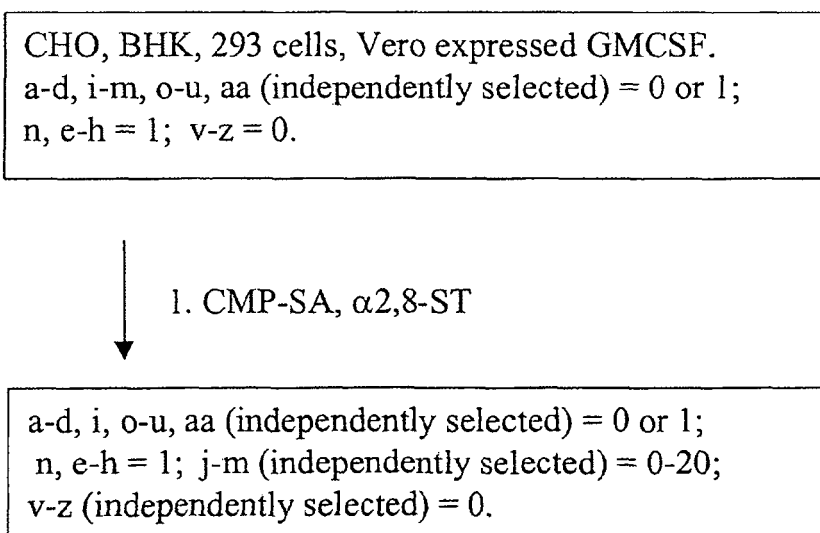 CHO, BHK, 293 cells, Vero expressed GMCSF.
a-d, i-m, o-u, aa (independently selected) = 0 or 1;
n, e-h = 1; v-z = 0.
1. CMP-SA, α2,8-ST
a-d, i, o-u, aa (independently selected) = 0 or 1;
n, e-h = 1; j-m (independently selected) = 0-20;
v-z (independently selected) = 0.